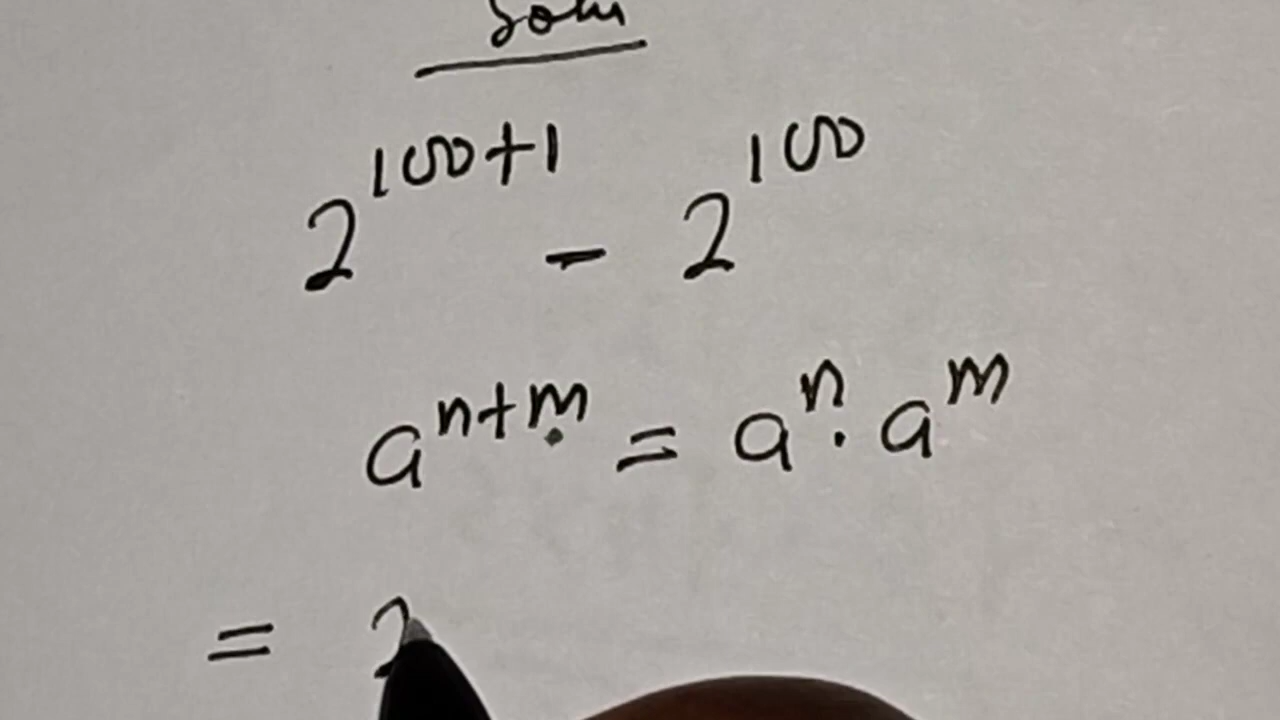 Soln
2^{100+1} - 2^{100}
a^{n+m} = a^n · a^m
= 2